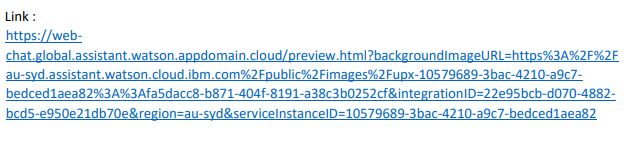 Link :
https://web-
chat.global.assistant.watson.appdomain.cloud/preview.html?backgroundImageURL=https%3A%2F%2F
au-syd.assistant.watson.cloud.ibm.com%2Fpublic%2Fimages%2Fupx-10579689-3bac-4210-a9c7-
bedced1aea82%3A%3Afa5dacc8-b871-404f-8191-a38c3b0252cf&integrationID=22e95bcb-d070-4882-
bcd5-e950e21db70e&region=au-syd&serviceInstanceID=10579689-3bac-4210-a9c7-bedced1aea82